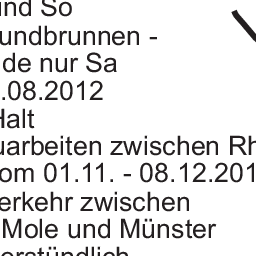 und So
undbrunnen -
de nur Sa
.08.2012
Halt
uarbeiten zwischen Rh
om 01.11. - 08.12.201
erkehr zwischen
Mole und Münster
erständlich